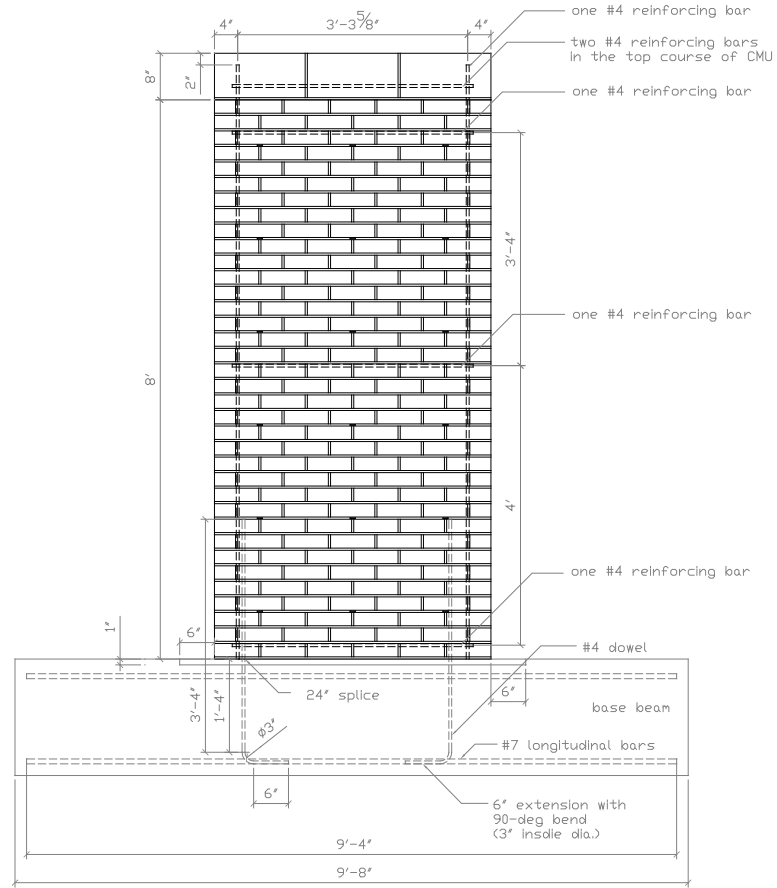 4" 3'-3 5/8" 4"
one #4 reinforcing bar
two #4 reinforcing bars
in the top course of CMU
8"
2"
one #4 reinforcing bar
3'-4"
one #4 reinforcing bar
8'
4'
one #4 reinforcing bar
1"
6"
#4 dowel
24" splice
6"
3'-4"
1'-4"
base beam
ø3"
#7 longitudinal bars
6"
6" extension with
90-deg bend
(3" insdie dia.)
9'-4"
9'-8"